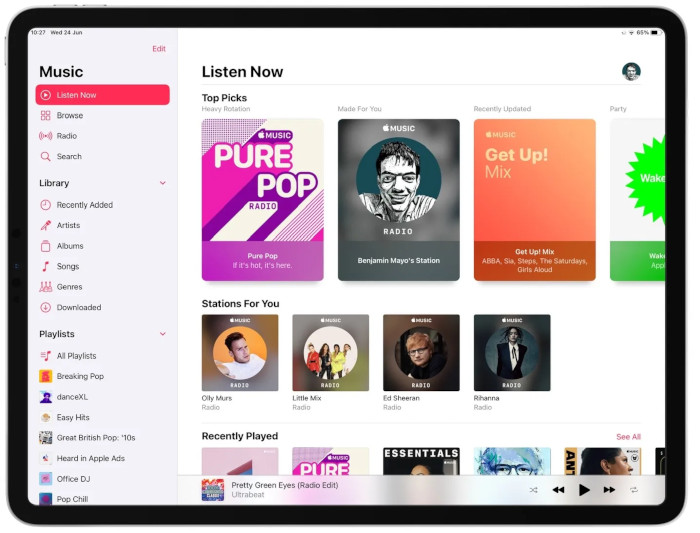 10:27 Wed 24 Jun
65%
Edit
Music
Listen Now
Browse
Radio
Search
Library
Recently Added
Artists
Albums
Songs
Genres
Downloaded
Playlists
All Playlists
Breaking Pop
danceXL
Easy Hits
Great British Pop: '10s
Heard in Apple Ads
Office DJ
Pop Chill
Listen Now
Top Picks
Heavy Rotation
MUSIC
PURE
POP
RADIO
Pure Pop
If it's hot, it's here.
Made For You
MUSIC
RADIO
Benjamin Mayo's Station
Recently Updated
MUSIC
Get Up!
Mix
Get Up! Mix
ABBA, Sia, Steps, The Saturdays,
Girls Aloud
Party
Wake
Wake
Appl
Stations For You
MUSIC
RADIO
Olly Murs
Radio
MUSIC
RADIO
Little Mix
Radio
MUSIC
RADIO
Ed Sheeran
Radio
MUSIC
RADIO
Rihanna
Radio
Recently Played
See All
MUSIC
PURE
ESSENTIALS
MUSIC
ANT
Pretty Green Eyes (Radio Edit)
Ultrabeat